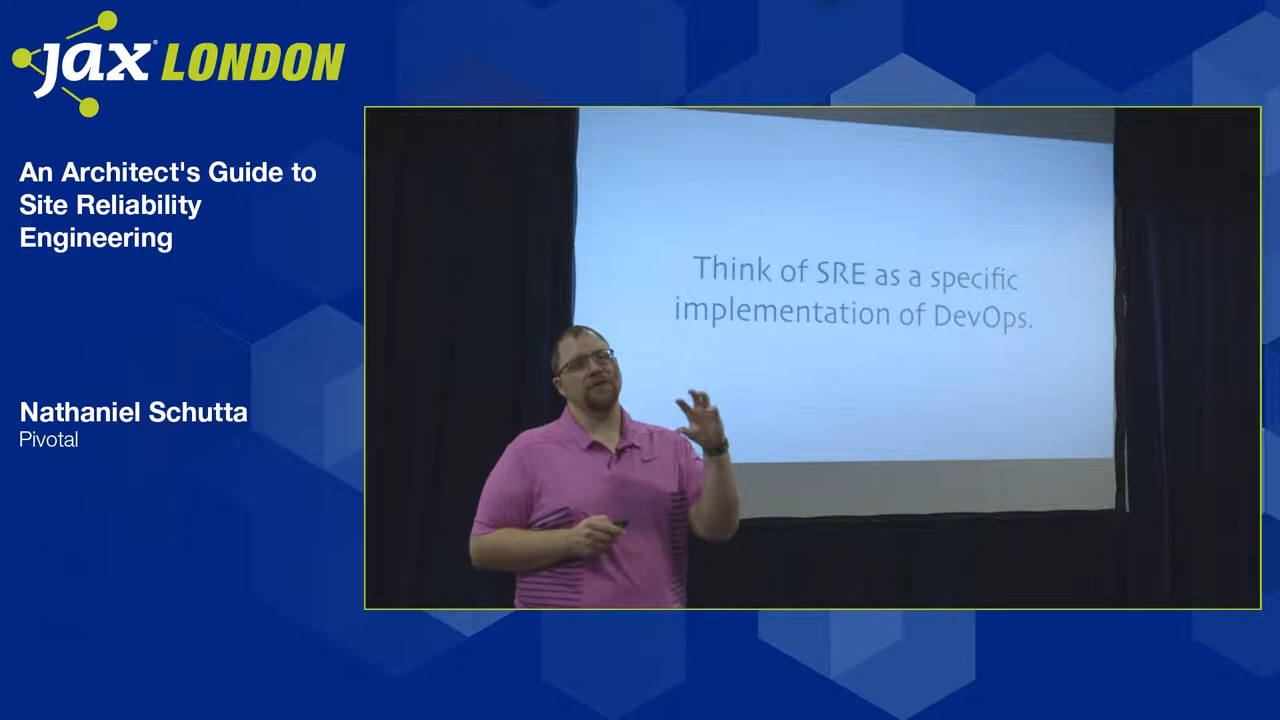 jax LONDON
An Architect's Guide to
Site Reliability
Engineering
Nathaniel Schutta
Pivotal
Think of SRE as a specific
implementation of DevOps.